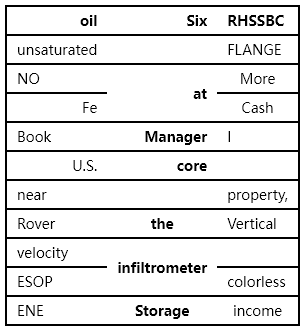 oil Six RHSSBC
unsaturated FLANGE
NO More
at
Fe Cash
Book Manager I
U.S. core
near property,
Rover the Vertical
velocity
infiltrometer
ESOP colorless
ENE Storage income